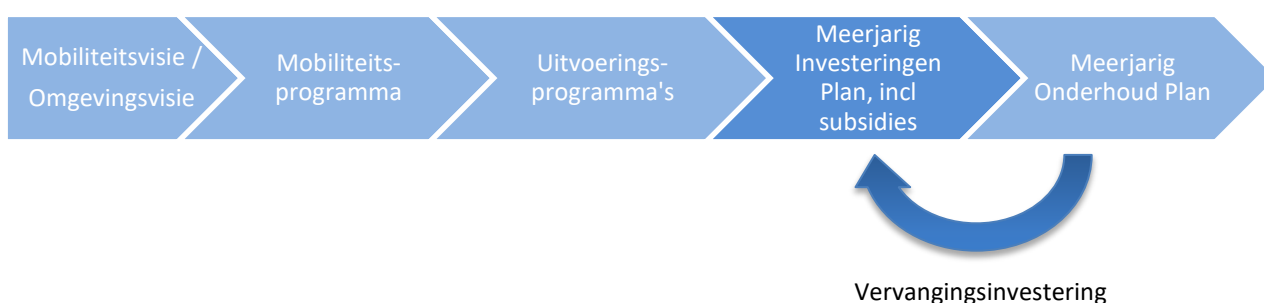 Mobiliteitsvisie /
Omgevingsvisie
Mobiliteits-
programma
Uitvoerings-
programma's
Meerjarig
Investeringen
Plan, incl
subsidies
Meerjarig
Onderhoud Plan
Vervangingsinvestering